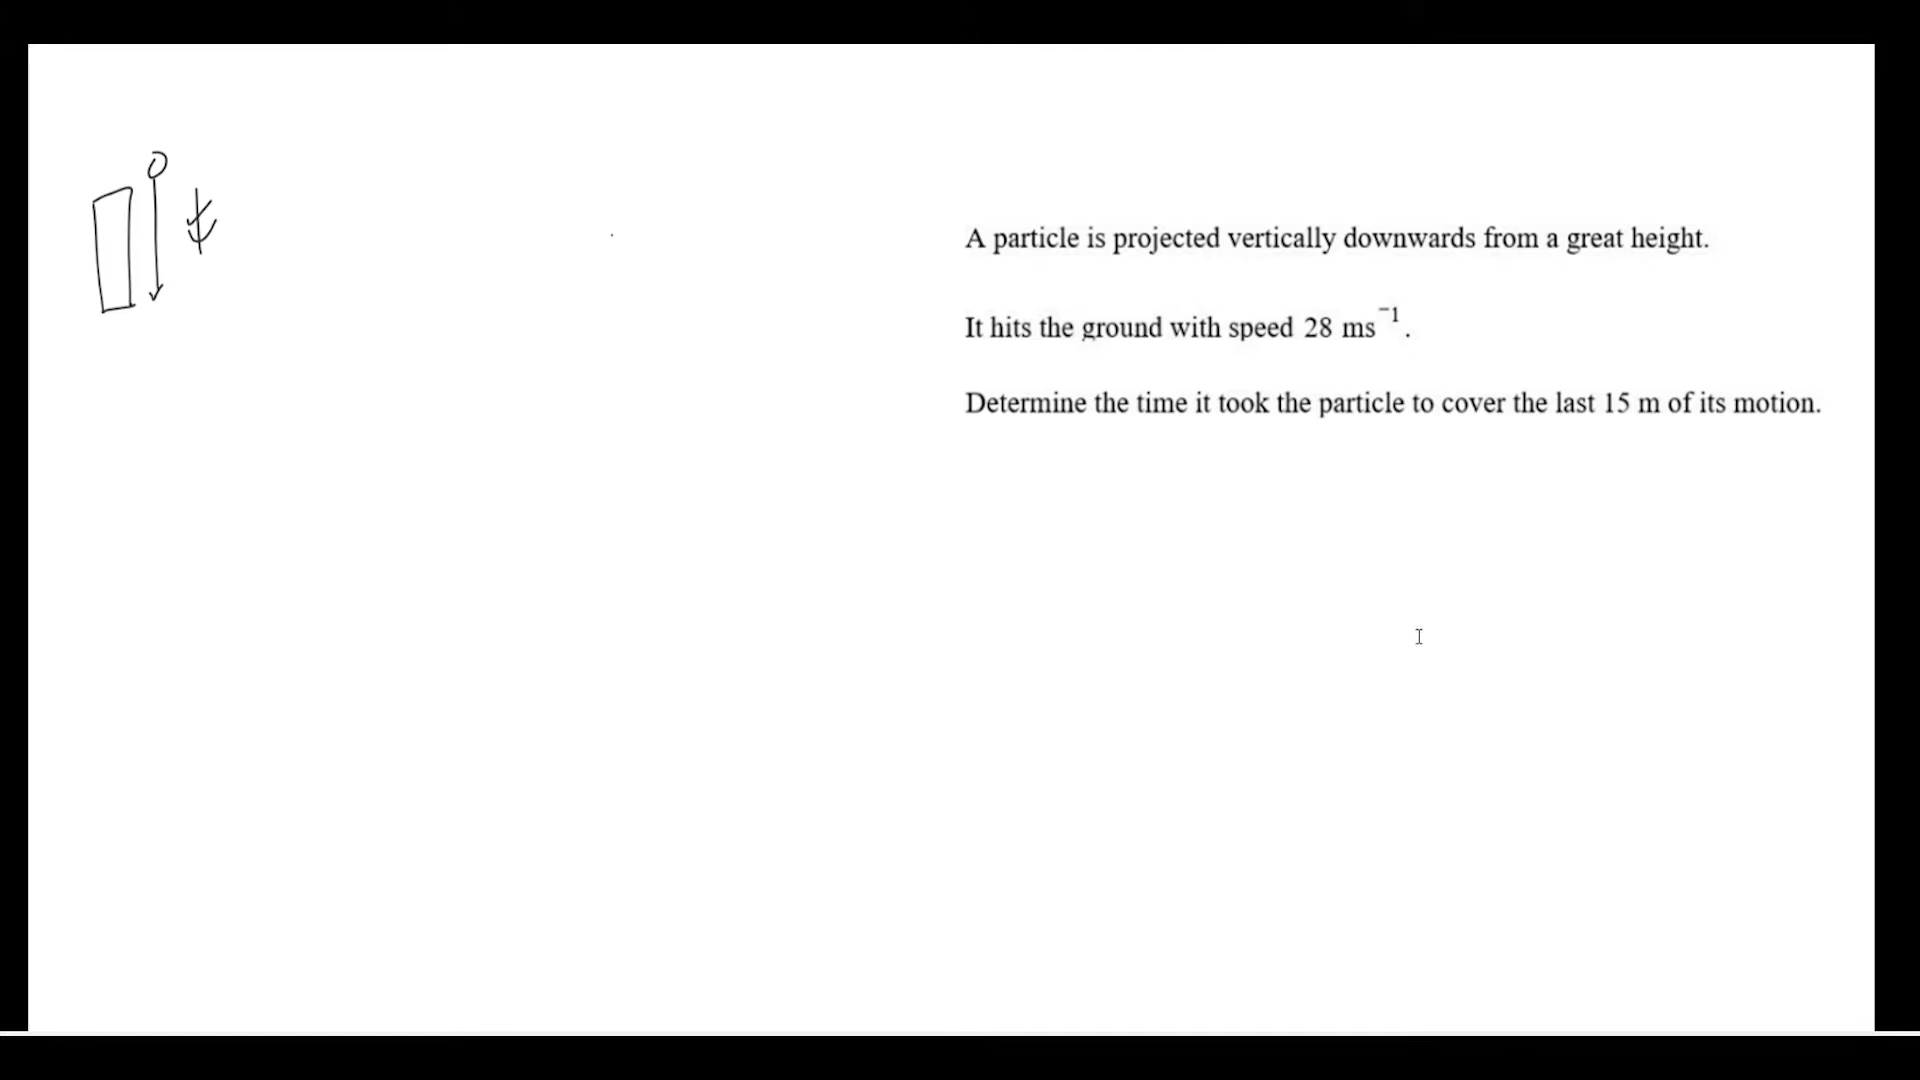 A particle is projected vertically downwards from a great height.
It hits the ground with speed 28 ms⁻¹.
Determine the time it took the particle to cover the last 15 m of its motion.